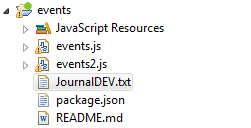 events
JavaScript Resources
events.js
events2.js
JournalDEV.txt
package.json
README.md